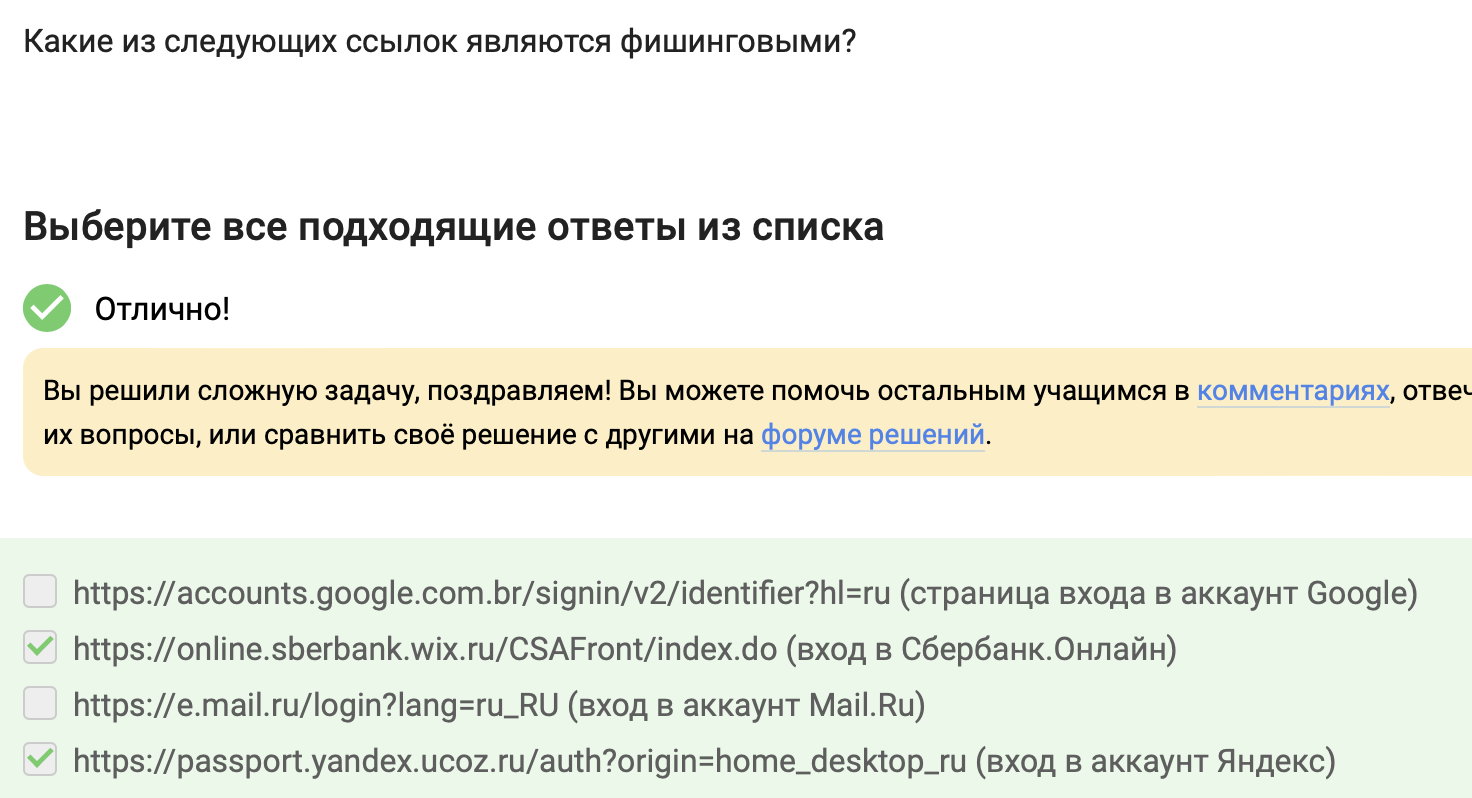 Какие из следующих ссылок являются фишинговыми?
Выберите все подходящие ответы из списка
Отлично!
Вы решили сложную задачу, поздравляем! Вы можете помочь остальным учащимся в комментариях, отвеч
их вопросы, или сравнить своё решение с другими на форуме решений.
https://accounts.google.com.br/signin/v2/identifier?hl=ru (страница входа в аккаунт Google)
https://online.sberbank.wix.ru/CSAFront/index.do (вход в Сбербанк.Онлайн)
https://e.mail.ru/login?lang=ru_RU (вход в аккаунт Mail.Ru)
https://passport.yandex.ucoz.ru/auth?origin=home_desktop_ru (вход в аккаунт Яндекс)